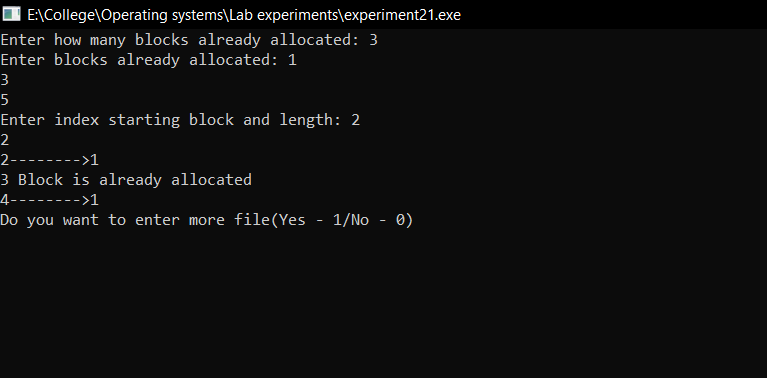 E:\College\Operating systems\Lab experiments\experiment21.exe
Enter how many blocks already allocated: 3
Enter blocks already allocated: 1
3
5
Enter index starting block and length: 2
2
2-------->1
3 Block is already allocated
4-------->1
Do you want to enter more file(Yes - 1/No - 0)